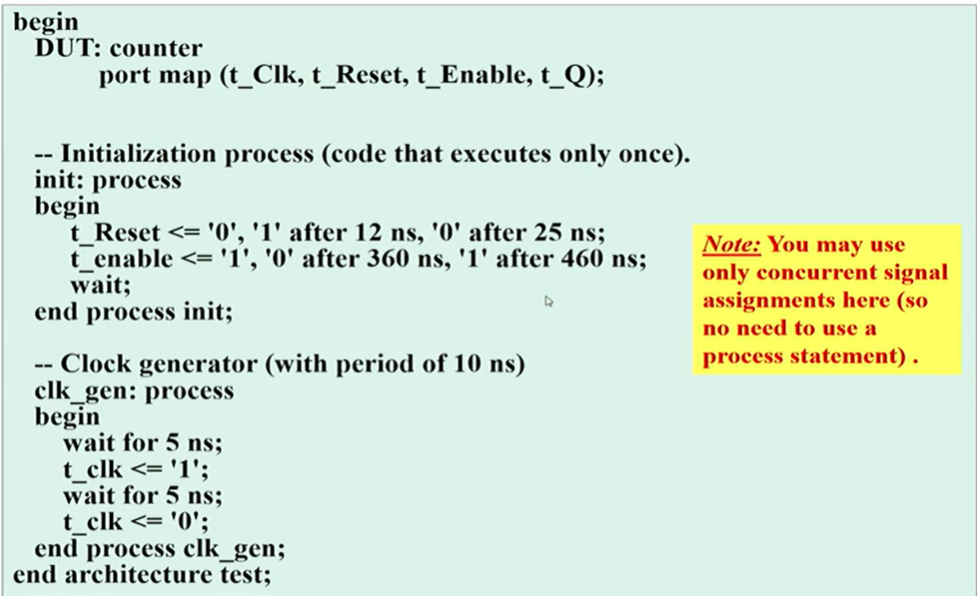 begin
DUT: counter
port map (t_Clk, t_Reset, t_Enable, t_Q);
-- Initialization process (code that executes only once).
init: process
begin
t_Reset <= '0', '1' after 12 ns, '0' after 25 ns;
t_enable <= '1', '0' after 360 ns, '1' after 460 ns;
wait;
end process init;
Note: You may use
only concurrent signal
assignments here (so
no need to use a
process statement) .
-- Clock generator (with period of 10 ns)
clk_gen: process
begin
wait for 5 ns;
t_clk <= '1';
wait for 5 ns;
t_clk <= '0';
end process clk_gen;
end architecture test;